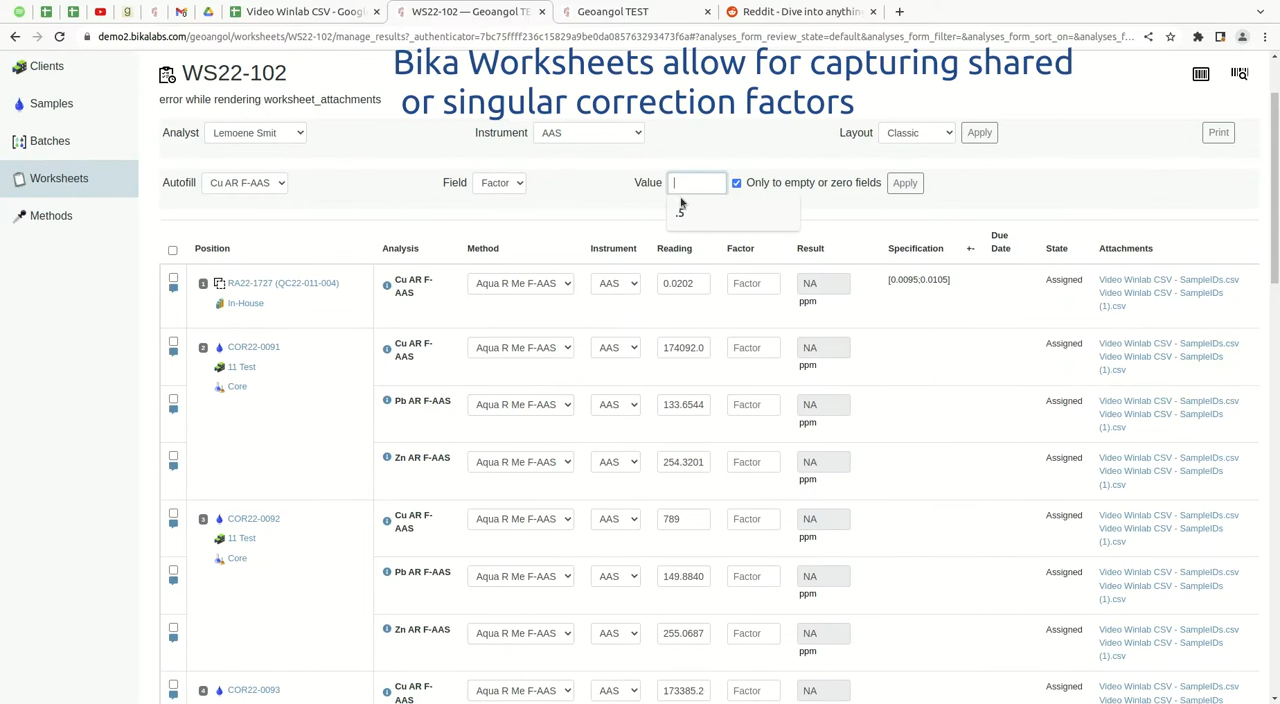 Video Winlab CSV - Goog
WS22-102 — Geoangol TE
Geoangol TEST
Reddit - Dive into anythin
demo2.bikalabs.com/geoangol/worksheets/WS22-102/manage_results?_authenticator=7bc75ffff236c15829a9be0da085763293473f6a#?analyses_form_review_state=default&analyses_form_filter=&analyses_form_sort_on=&analyses_f...
Bika Worksheets allow for capturing shared
or singular correction factors
Clients
Samples
Batches
Worksheets
Methods
WS22-102
error while rendering worksheet_attachments
Analyst Lemoene Smit Instrument AAS Layout Classic Apply Print
Autofill Cu AR F-AAS Field Factor Value Only to empty or zero fields Apply
.5
Position Analysis Method Instrument Reading Factor Result Specification +- Due Date State Attachments
1 RA22-1727 (QC22-011-004) Cu AR F-AAS Aqua R Me F-AAS AAS 0.0202 Factor NA [0.0095;0.0105] Assigned Video Winlab CSV - SampleIDs.csv
In-House ppm Video Winlab CSV - SampleIDs
(1).csv
2 COR22-0091 Cu AR F-AAS Aqua R Me F-AAS AAS 174092.0 Factor NA Assigned Video Winlab CSV - SampleIDs.csv
11 Test ppm Video Winlab CSV - SampleIDs
Core (1).csv
Pb AR F-AAS Aqua R Me F-AAS AAS 133.6544 Factor NA Assigned Video Winlab CSV - SampleIDs.csv
ppm Video Winlab CSV - SampleIDs
(1).csv
Zn AR F-AAS Aqua R Me F-AAS AAS 254.3201 Factor NA Assigned Video Winlab CSV - SampleIDs.csv
ppm Video Winlab CSV - SampleIDs
(1).csv
3 COR22-0092 Cu AR F-AAS Aqua R Me F-AAS AAS 789 Factor NA Assigned Video Winlab CSV - SampleIDs.csv
11 Test ppm Video Winlab CSV - SampleIDs
Core (1).csv
Pb AR F-AAS Aqua R Me F-AAS AAS 149.8840 Factor NA Assigned Video Winlab CSV - SampleIDs.csv
ppm Video Winlab CSV - SampleIDs
(1).csv
Zn AR F-AAS Aqua R Me F-AAS AAS 255.0687 Factor NA Assigned Video Winlab CSV - SampleIDs.csv
ppm Video Winlab CSV - SampleIDs
(1).csv
4 COR22-0093 Cu AR F-AAS Aqua R Me F-AAS AAS 173385.2 Factor NA Assigned Video Winlab CSV - SampleIDs.csv
Video Winlab CSV - SampleIDs